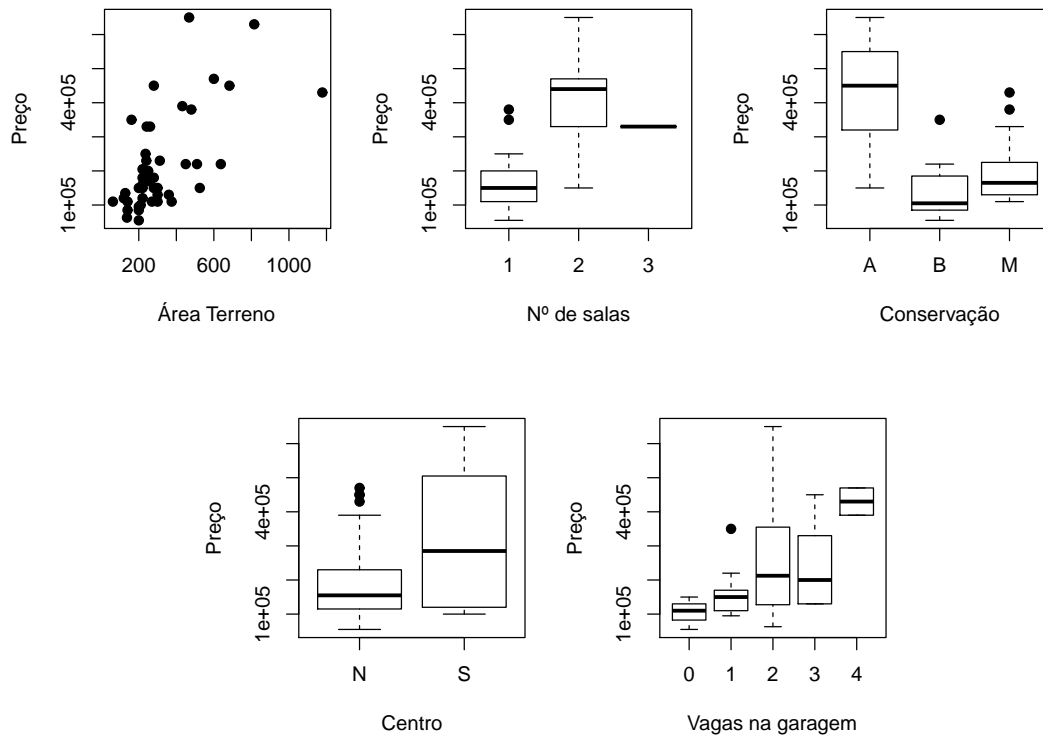 Preço
1e+05 4e+05
200 600 1000
Área Terreno
Preço
1e+05 4e+05
1 2 3
Nº de salas
Preço
1e+05 4e+05
A B M
Conservação
Preço
1e+05 4e+05
N S
Centro
Preço
1e+05 4e+05
0 1 2 3 4
Vagas na garagem